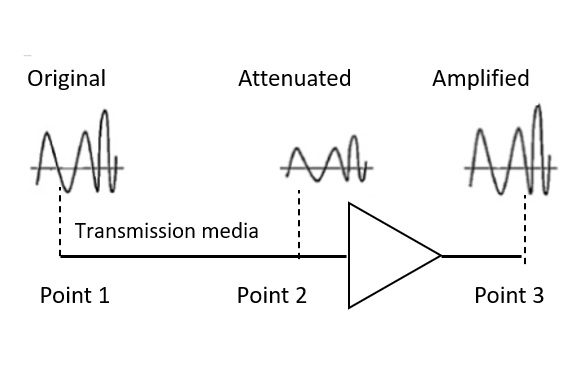 Original Attenuated Amplified
Transmission media
Point 1 Point 2 Point 3